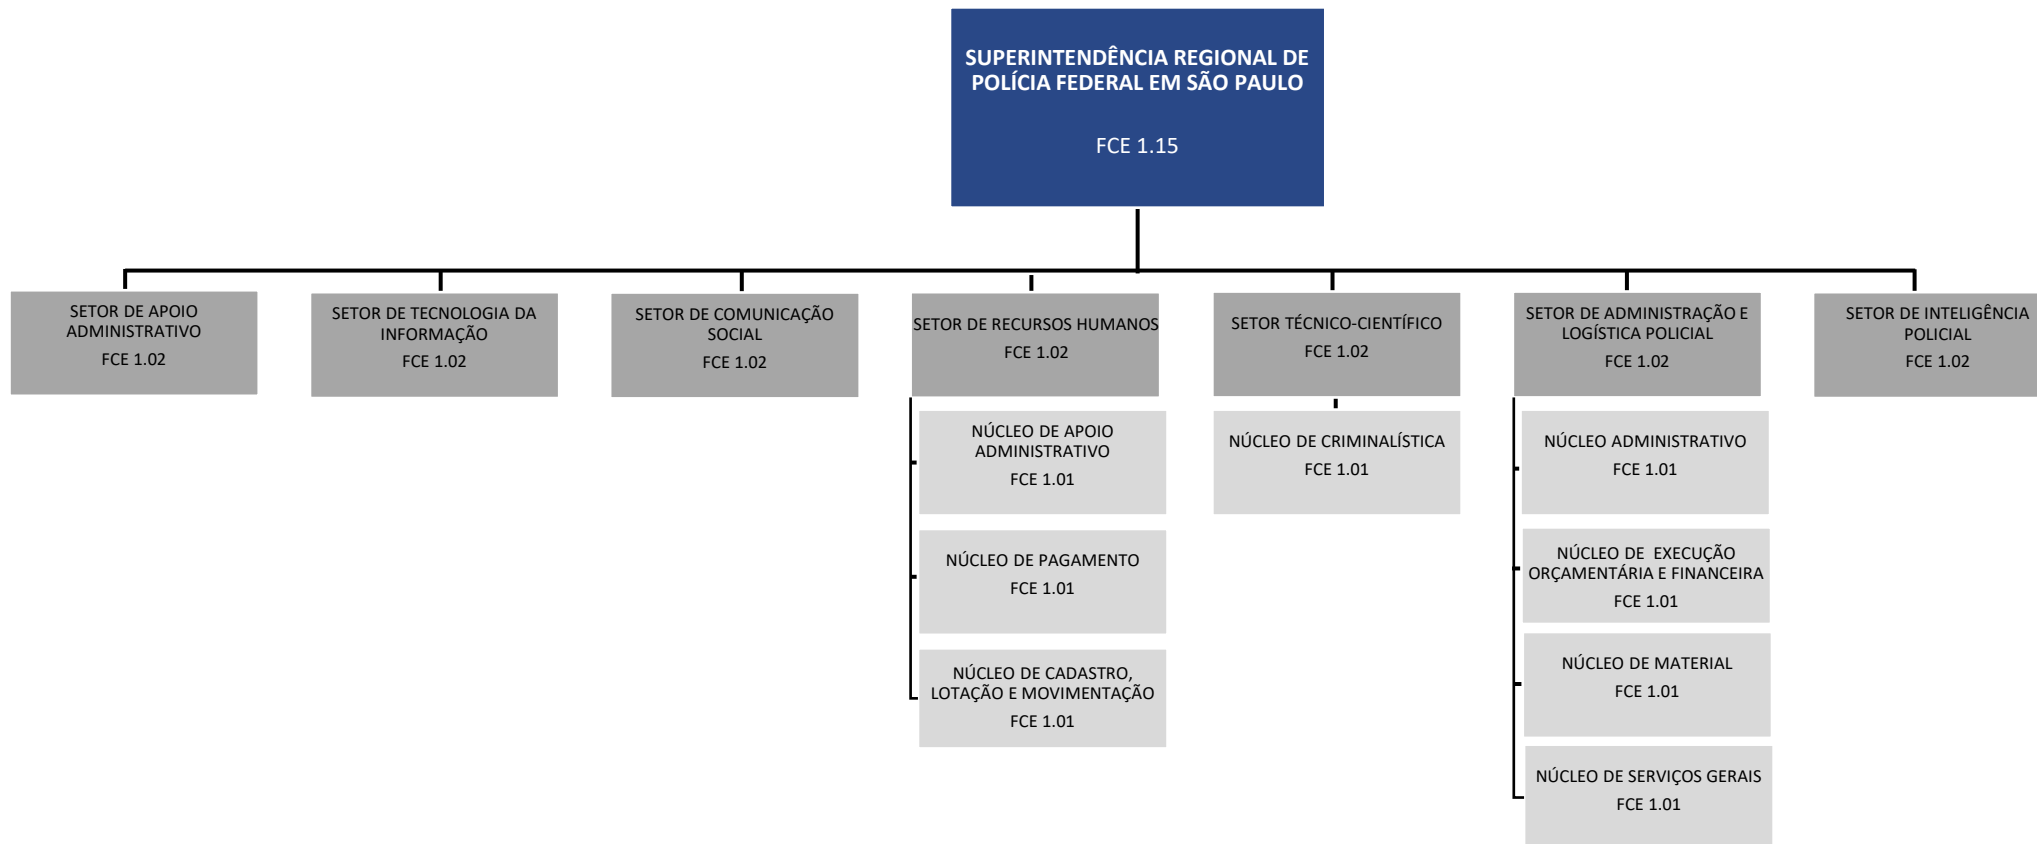 SUPERINTENDÊNCIA REGIONAL DE
POLÍCIA FEDERAL EM SÃO PAULO
FCE 1.15
SETOR DE APOIO
ADMINISTRATIVO
FCE 1.02
SETOR DE TECNOLOGIA DA
INFORMAÇÃO
FCE 1.02
SETOR DE COMUNICAÇÃO
SOCIAL
FCE 1.02
SETOR DE RECURSOS HUMANOS
FCE 1.02
SETOR TÉCNICO-CIENTÍFICO
FCE 1.02
SETOR DE ADMINISTRAÇÃO E
LOGÍSTICA POLICIAL
FCE 1.02
SETOR DE INTELIGÊNCIA
POLICIAL
FCE 1.02
NÚCLEO DE APOIO
ADMINISTRATIVO
FCE 1.01
NÚCLEO DE PAGAMENTO
FCE 1.01
NÚCLEO DE CADASTRO,
LOTAÇÃO E MOVIMENTAÇÃO
FCE 1.01
NÚCLEO DE CRIMINALÍSTICA
FCE 1.01
NÚCLEO ADMINISTRATIVO
FCE 1.01
NÚCLEO DE EXECUÇÃO
ORÇAMENTÁRIA E FINANCEIRA
FCE 1.01
NÚCLEO DE MATERIAL
FCE 1.01
NÚCLEO DE SERVIÇOS GERAIS
FCE 1.01